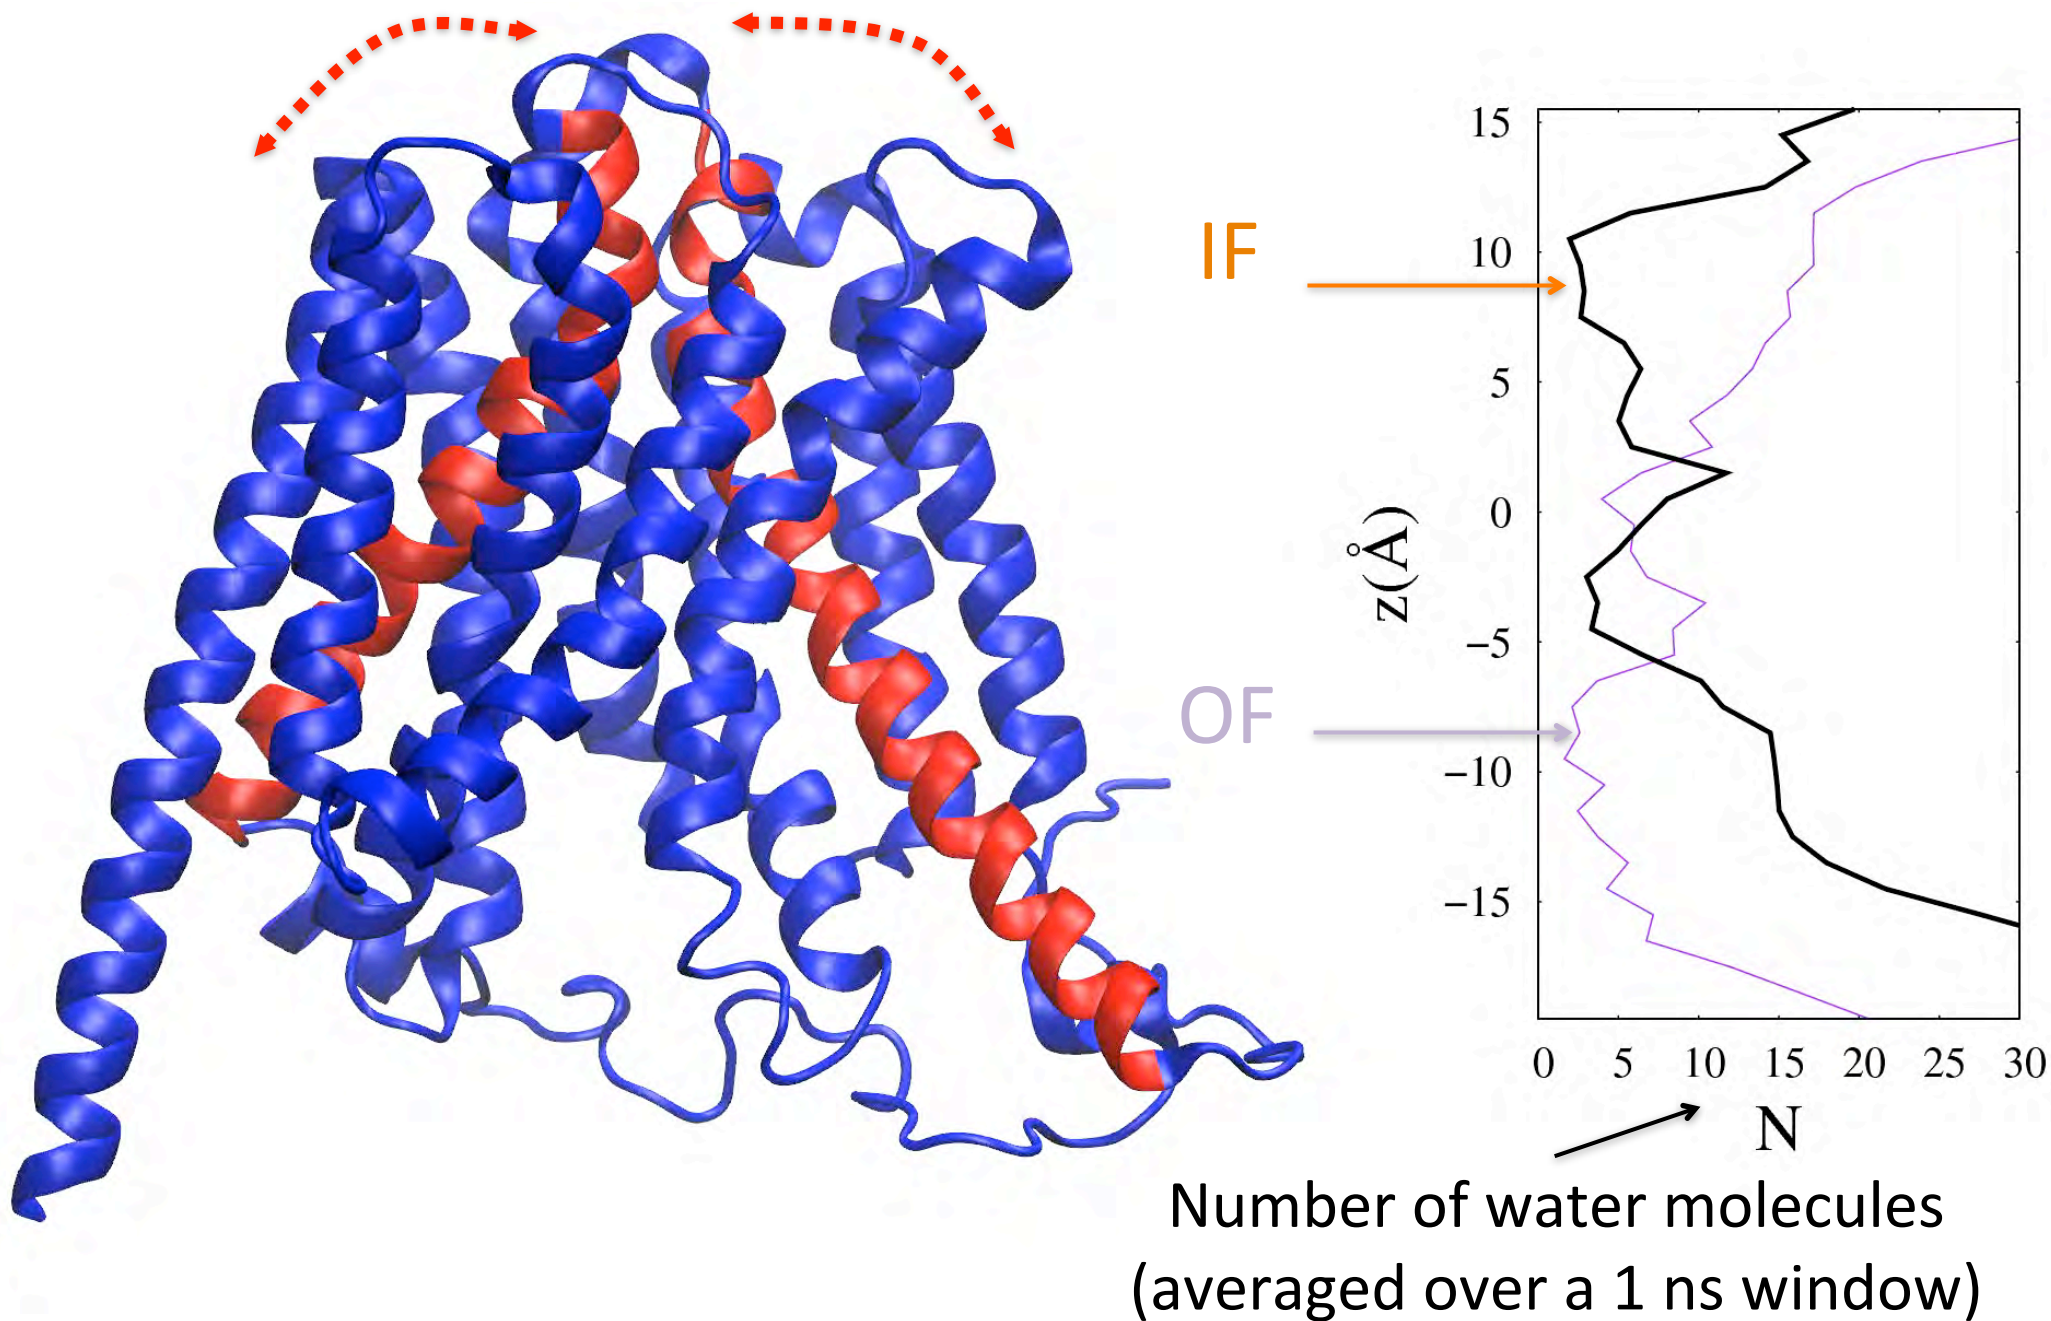 IF
OF
z(Å)
15
10
5
0
−5
−10
−15
0 5 10 15 20 25 30
N
Number of water molecules
(averaged over a 1 ns window)